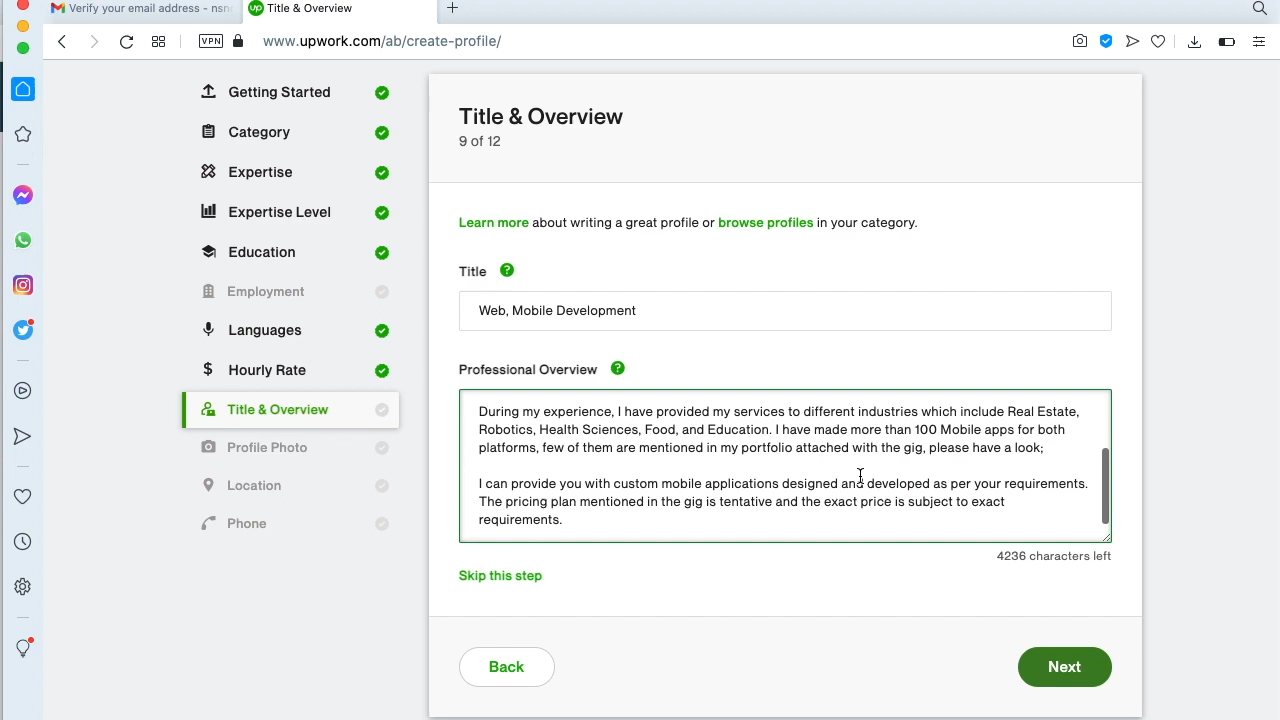 Verify your email address - nsn
up Title & Overview
VPN www.upwork.com/ab/create-profile/
Getting Started
Category
Expertise
Expertise Level
Education
Employment
Languages
$ Hourly Rate
Title & Overview
Profile Photo
Location
Phone
Title & Overview
9 of 12
Learn more about writing a great profile or browse profiles in your category.
Title ?
Web, Mobile Development
Professional Overview ?
During my experience, I have provided my services to different industries which include Real Estate,
Robotics, Health Sciences, Food, and Education. I have made more than 100 Mobile apps for both
platforms, few of them are mentioned in my portfolio attached with the gig, please have a look;
I can provide you with custom mobile applications designed and developed as per your requirements.
The pricing plan mentioned in the gig is tentative and the exact price is subject to exact
requirements.
4236 characters left
Skip this step
Back
Next